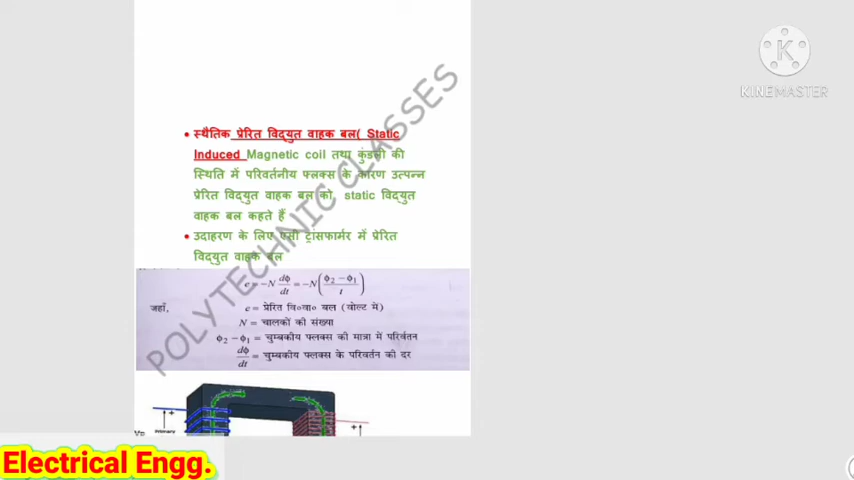 KINEMASTER
• स्थैतिक प्रेरित विद्युत वाहक बल( Static
Induced Magnetic coil तथा कुंडली की
स्थिति में परिवर्तनीय फ्लक्स के कारण उत्पन्न
प्रेरित विद्युत वाहक बल को static विद्युत
वाहक बल कहते हैं
• उदाहरण के लिए एसी ट्रांसफार्मर में प्रेरित
विद्युत वाहक बल
e = -N dϕ/dt = -N(ϕ2 - ϕ1/t)
जहाँ, e = प्रेरित वि०वा० बल (वोल्ट में)
N = चालकों की संख्या
ϕ2 - ϕ1 = चुम्बकीय फ्लक्स की मात्रा में परिवर्तन
dϕ/dt = चुम्बकीय फ्लक्स के परिवर्तन की दर
POLYTECHNIC CLASSES
+ +
Primary
Electrical Engg.